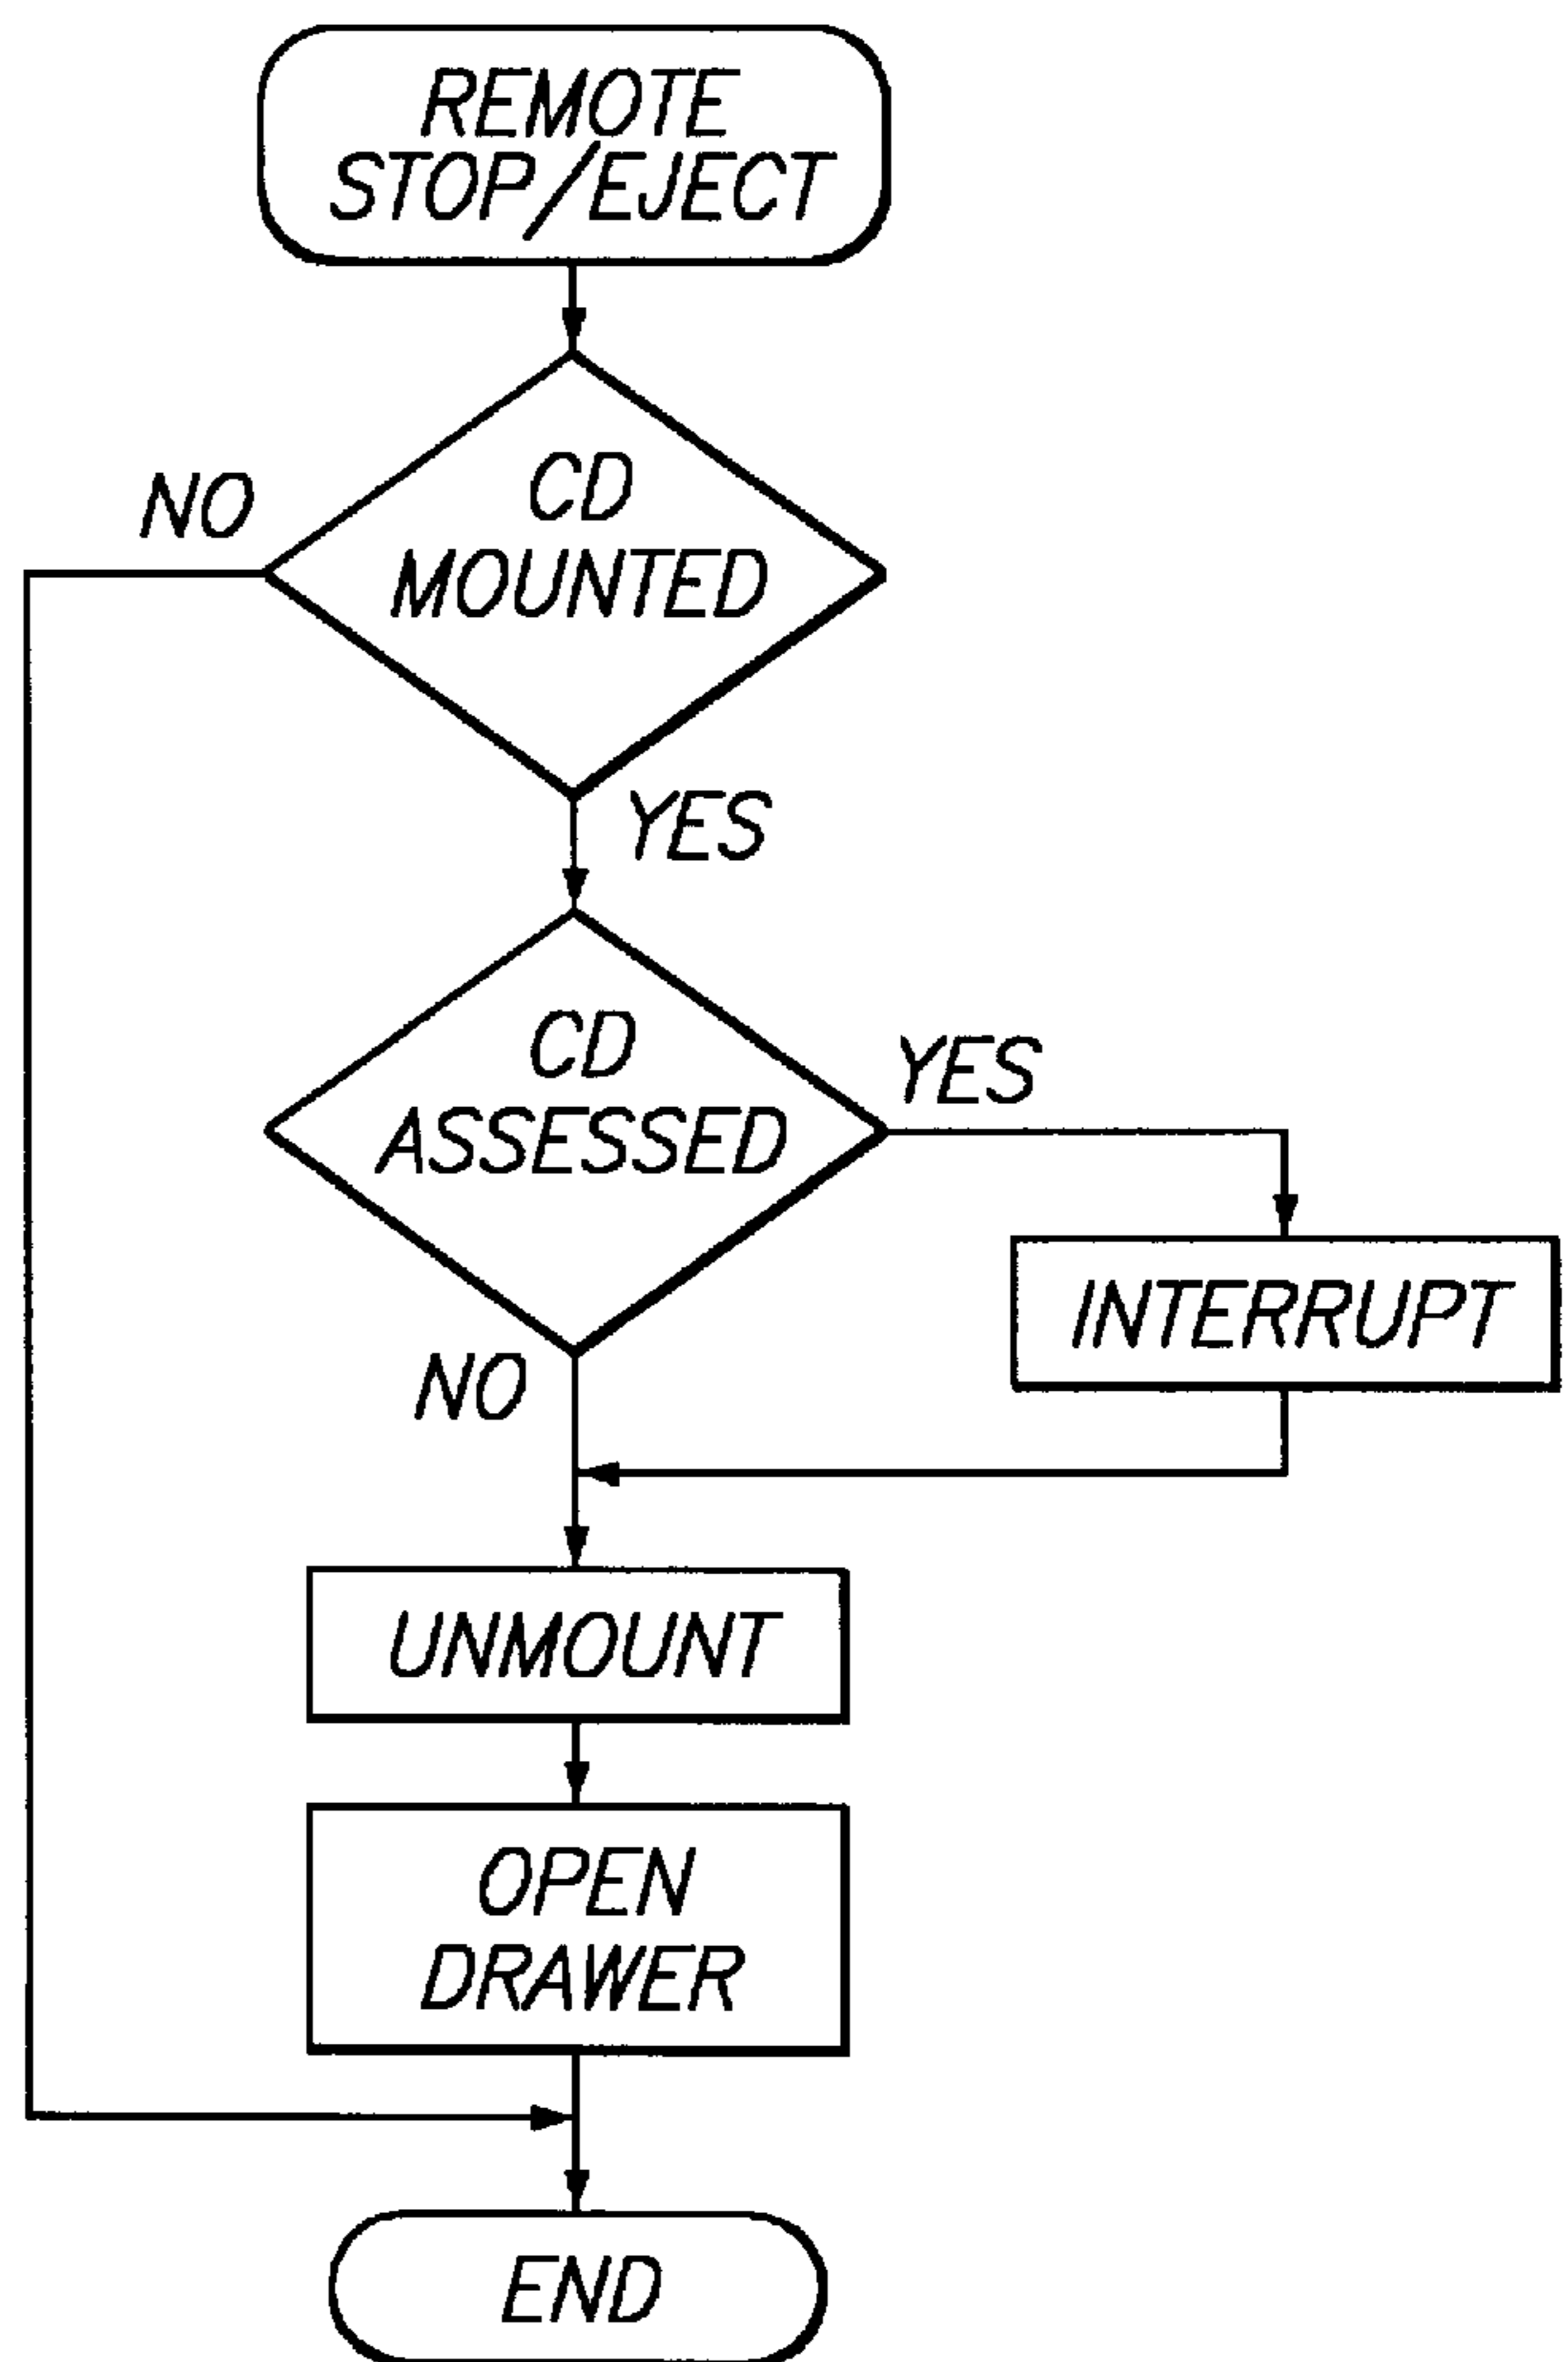 REMOTE
STOP/EJECT
CD
MOUNTED
NO
YES
CD
ASSESSED
YES
NO
INTERRUPT
UNMOUNT
OPEN
DRAWER
END